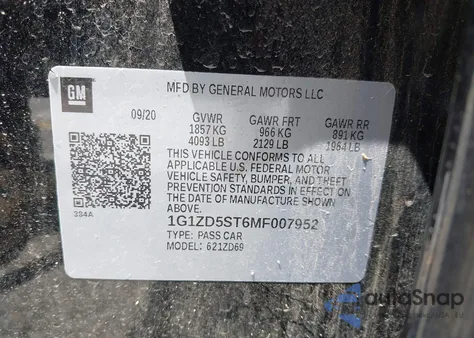 GM
MFD BY GENERAL MOTORS LLC
09/20 GVWR GAWR FRT GAWR RR
1857 KG 966 KG 891 KG
4093 LB 2129 LB 1964 LB
THIS VEHICLE CONFORMS TO ALL
APPLICABLE U.S. FEDERAL MOTOR
VEHICLE SAFETY, BUMPER, AND THEFT
PREVENTION STANDARDS IN EFFECT
ON THE DATE OF MANUFACTURE SHOWN
ABOVE.
334A
1G1ZD5ST6MF007952
TYPE: PASS CAR
MODEL: 621ZD69
AutoSnap